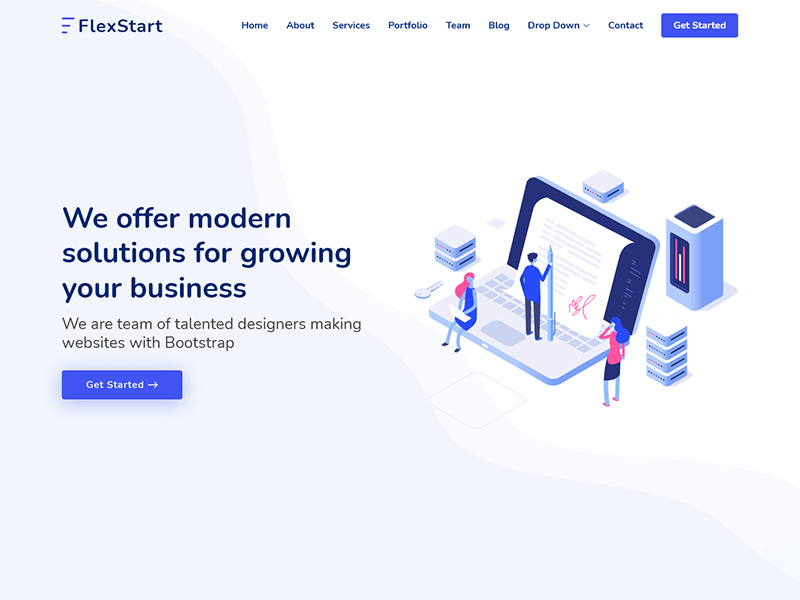 FlexStart
Home About Services Portfolio Team Blog Drop Down Contact Get Started
We offer modern
solutions for growing
your business
We are team of talented designers making
websites with Bootstrap
Get Started →